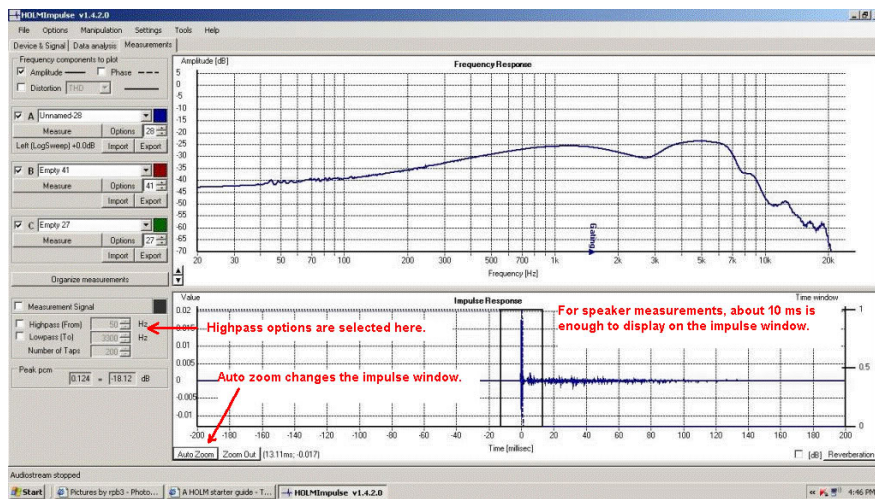 HOLMImpulse v1.4.2.0
File Options Manipulation Settings Tools Help
Device & Signal Data analysis Measurements
Frequency components to plot
Amplitude Phase
Distortion THD
A Unnamed-28
Measure Options 28
Left (LogSweep) +0.0dB Import Export
B Empty 41
Measure Options 41
Import Export
C Empty 27
Measure Options 27
Import Export
Organize measurements
Measurement Signal
Highpass (From) 50 Hz
Lowpass (To) 3300 Hz
Number of Taps 200
Peak pcm
0.124 = -18.12 dB
Amplitude [dB]
Frequency Response
5
0
-5
-10
-15
-20
-25
-30
-35
-40
-45
-50
-55
-60
-65
-70
Gating
20 30 50 70 100 200 300 500 700 1k 2k 3k 5k 7k 10k 20k
Frequency [Hz]
Value
Impulse Response
Time window
0.02
0.015
0.01
0.005
0
-0.005
-0.01
1
0.5
0
For speaker measurements, about 10 ms is
enough to display on the impulse window.
Highpass options are selected here.
Auto zoom changes the impulse window.
-200 -180 -160 -140 -120 -100 -80 -60 -40 -20 0 20 40 60 80 100 120 140 160 180 200
Time [millisec]
Auto Zoom Zoom Out (13.11ms; -0.017)
[dB] Reverberation
Audiostream stopped
Start Pictures by rpb3 - Photo... A HOLM starter guide - T... HOLMImpulse v1.4.2.0 4:46 PM